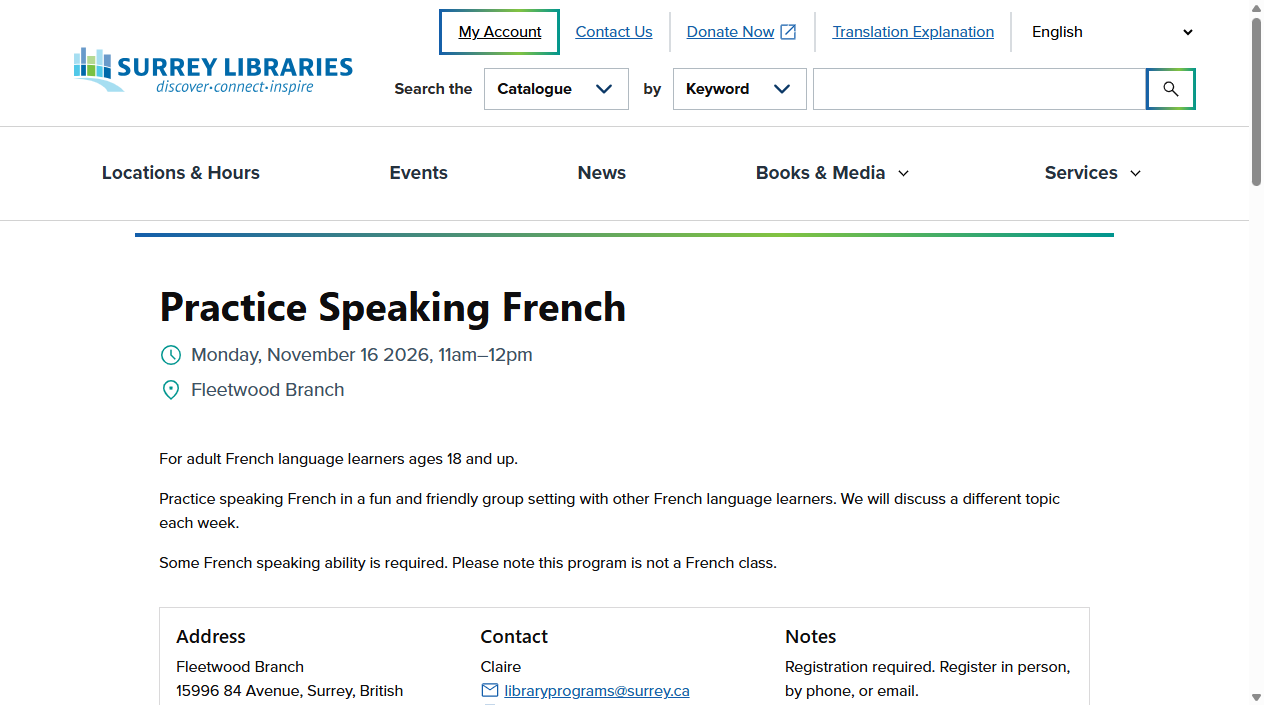 My Account
Contact Us
Donate Now
Translation Explanation
English
SURREY LIBRARIES
discover·connect·inspire
Search the
Catalogue
by
Keyword
Locations & Hours
Events
News
Books & Media
Services
Practice Speaking French
Monday, November 16 2026, 11am–12pm
Fleetwood Branch
For adult French language learners ages 18 and up.
Practice speaking French in a fun and friendly group setting with other French language learners. We will discuss a different topic
each week.
Some French speaking ability is required. Please note this program is not a French class.
Address
Fleetwood Branch
15996 84 Avenue, Surrey, British
Contact
Claire
libraryprograms@surrey.ca
Notes
Registration required. Register in person,
by phone, or email.